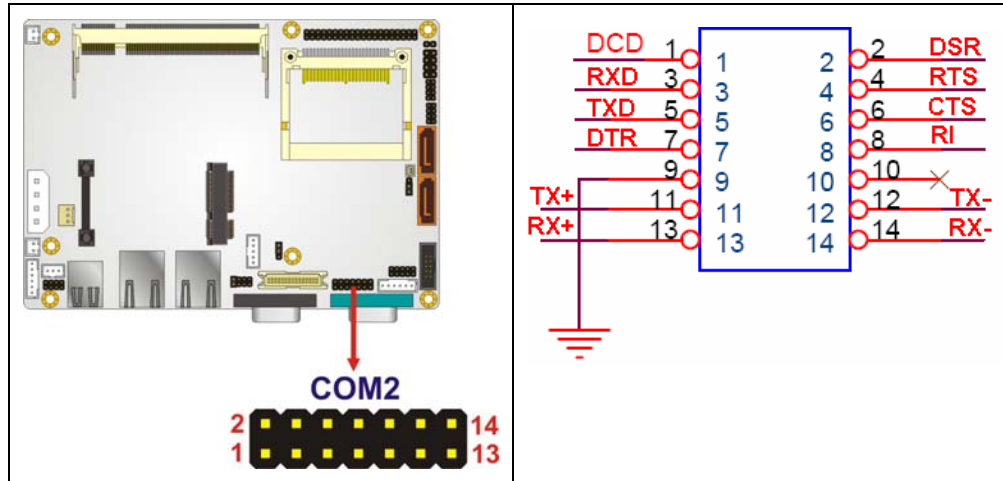 COM2
2 14
1 13
DCD 1 1 2 2 DSR
RXD 3 3 4 4 RTS
TXD 5 5 6 6 CTS
DTR 7 7 8 8 RI
9 9 10 10
TX+ 11 11 12 12 TX-
RX+ 13 13 14 14 RX-